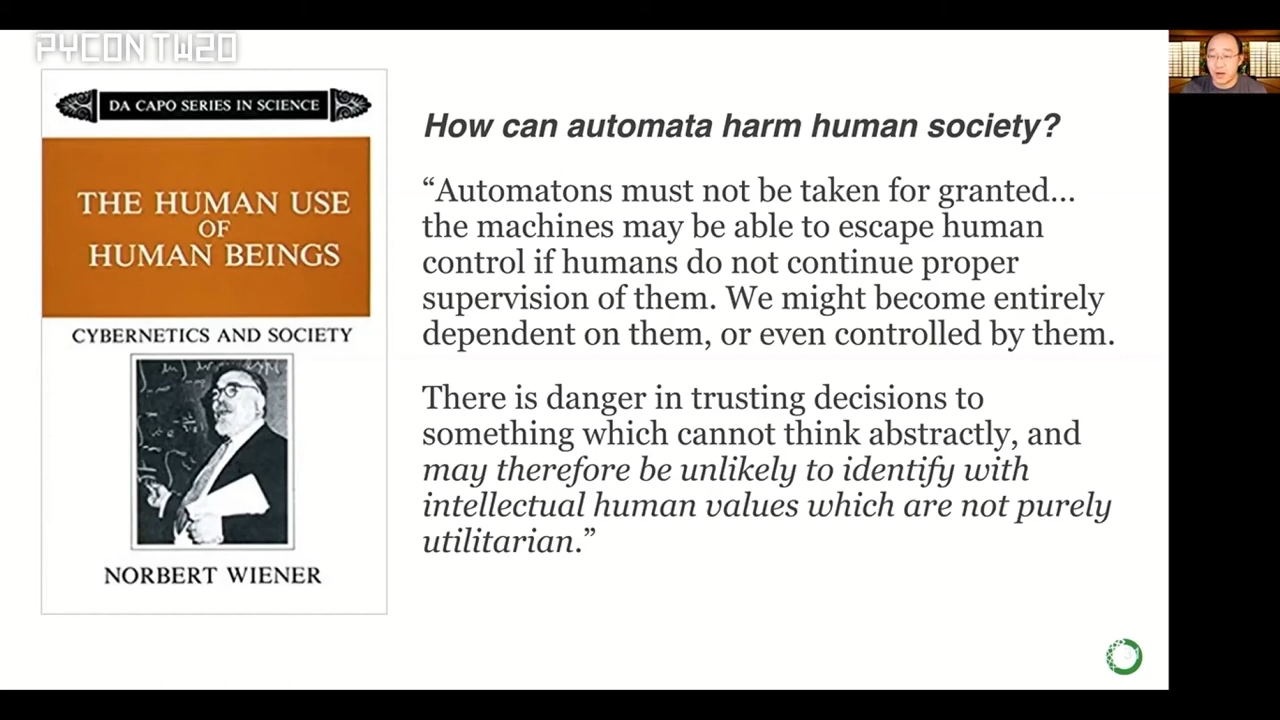 PYCON TW20
DA CAPO SERIES IN SCIENCE
THE HUMAN USE
OF
HUMAN BEINGS
CYBERNETICS AND SOCIETY
NORBERT WIENER
How can automata harm human society?
“Automatons must not be taken for granted...
the machines may be able to escape human
control if humans do not continue proper
supervision of them. We might become entirely
dependent on them, or even controlled by them.
There is danger in trusting decisions to
something which cannot think abstractly, and
may therefore be unlikely to identify with
intellectual human values which are not purely
utilitarian.”